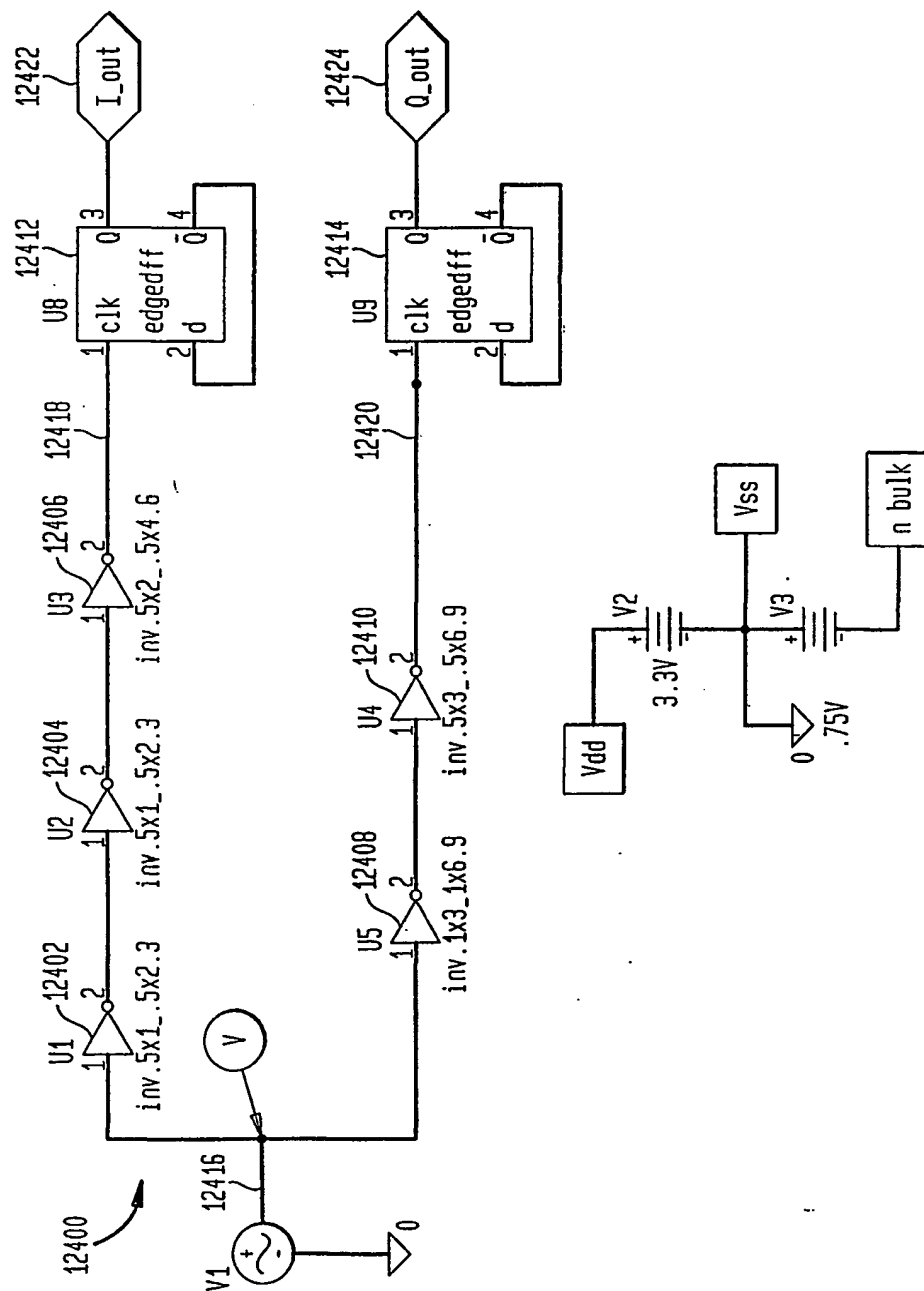 12400
V1
+
-
0
12416
V
U1
12402
1
2
inv.5x1_.5x2.3
U2
12404
1
2
inv.5x1_.5x2.3
U3
12406
1
2
inv.5x2_.5x4.6
12418
U8
12412
1
clk
Q
3
edgedff
2
d
Q̅
4
12422
I_out
U5
12408
1
2
inv.1x3_1x6.9
U4
12410
1
2
inv.5x3_.5x6.9
12420
U9
12414
1
clk
Q
3
edgedff
2
d
Q̅
4
12424
Q_out
Vdd
V2
+
-
3.3V
Vss
0
V3
+
-
.75V
n bulk